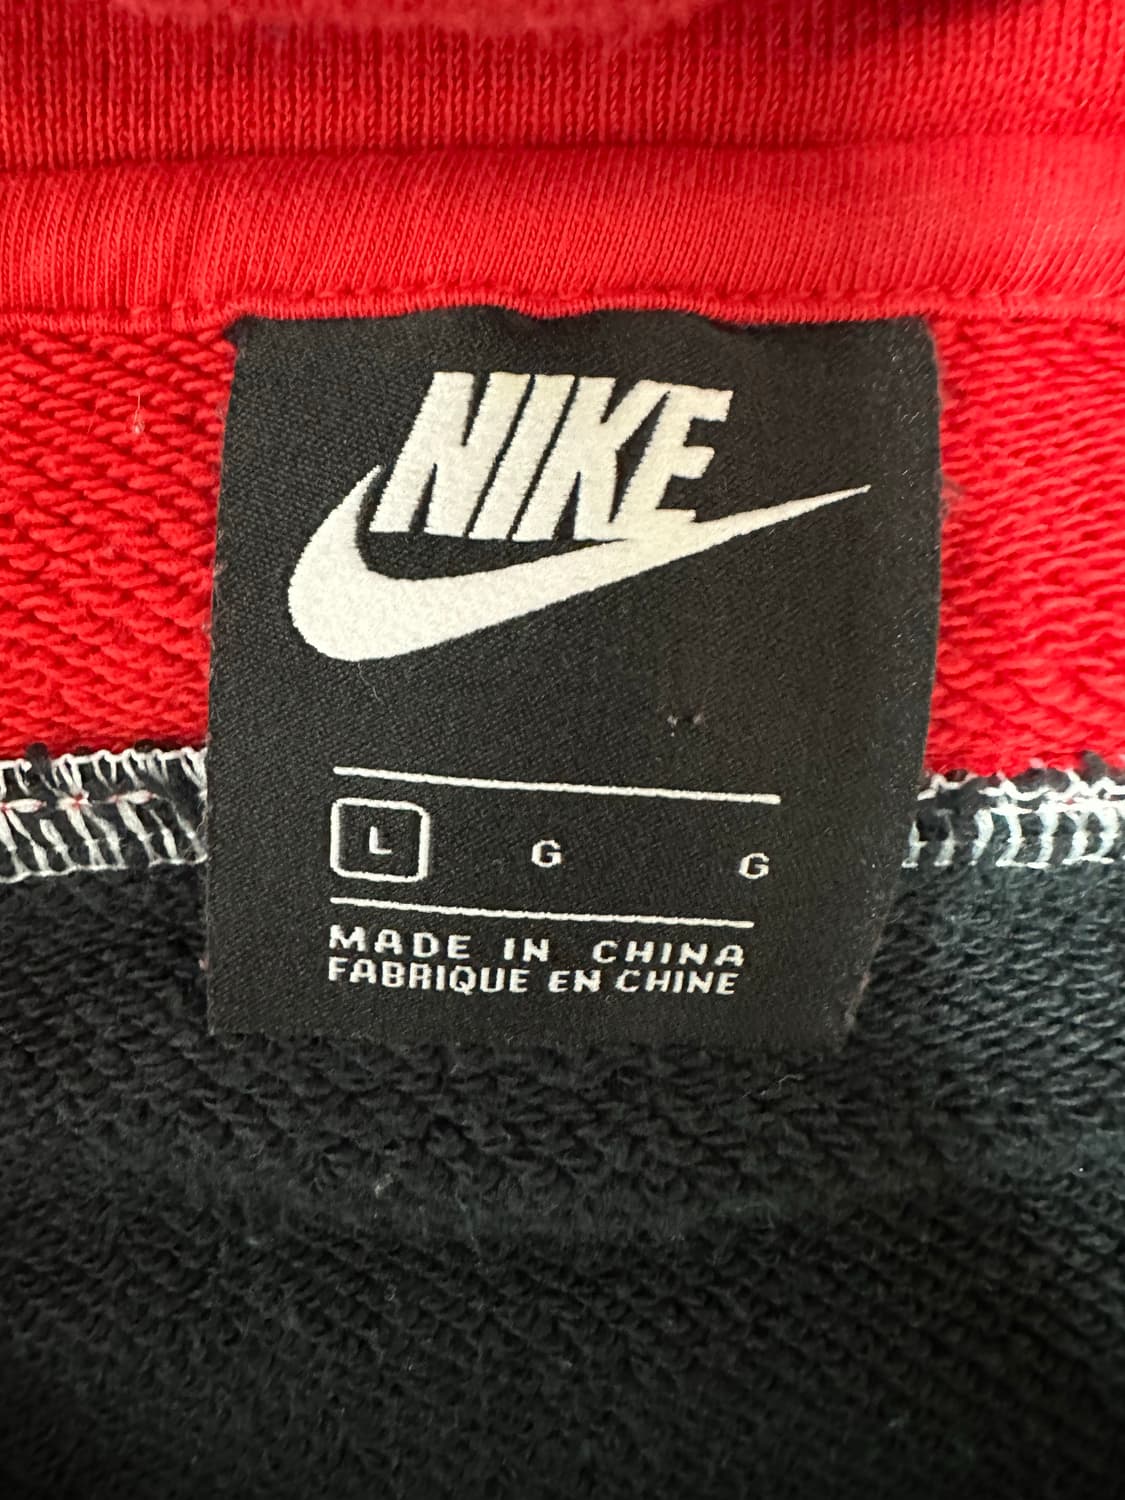 NIKE
L G G
MADE IN CHINA
FABRIQUE EN CHINE